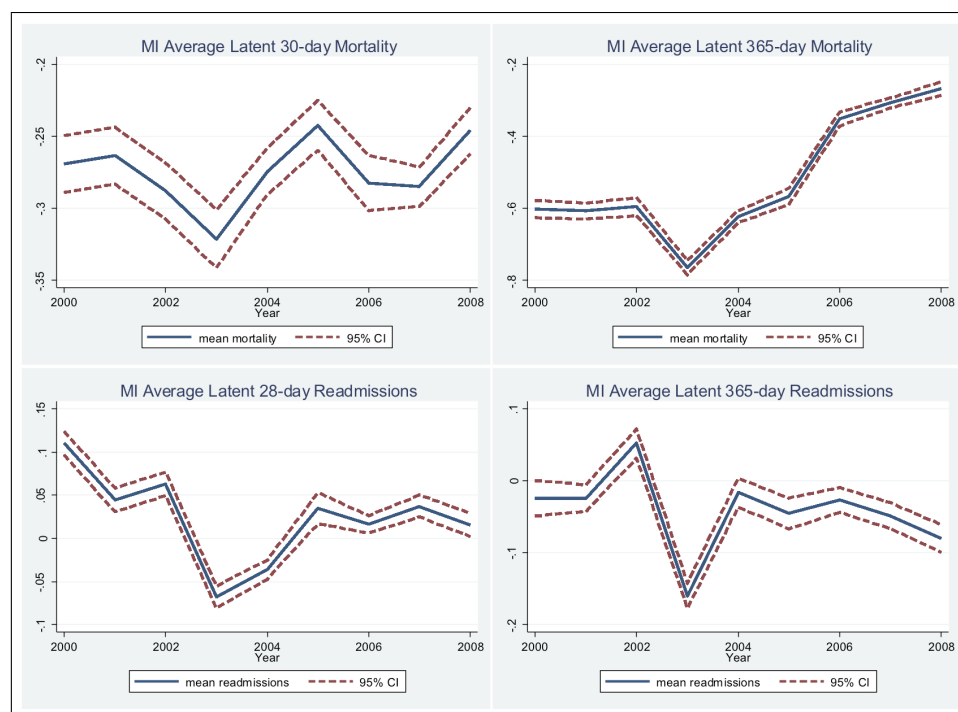 MI Average Latent 30-day Mortality
-.2
-.25
-.3
-.35
2000 2002 2004 2006 2008
Year
mean mortality 95% CI
MI Average Latent 365-day Mortality
-.2
-.4
-.6
-.8
2000 2002 2004 2006 2008
Year
mean mortality 95% CI
MI Average Latent 28-day Readmissions
.15
.1
.05
0
-.05
-.1
2000 2002 2004 2006 2008
Year
mean readmissions 95% CI
MI Average Latent 365-day Readmissions
.1
0
-.1
-.2
2000 2002 2004 2006 2008
Year
mean readmissions 95% CI